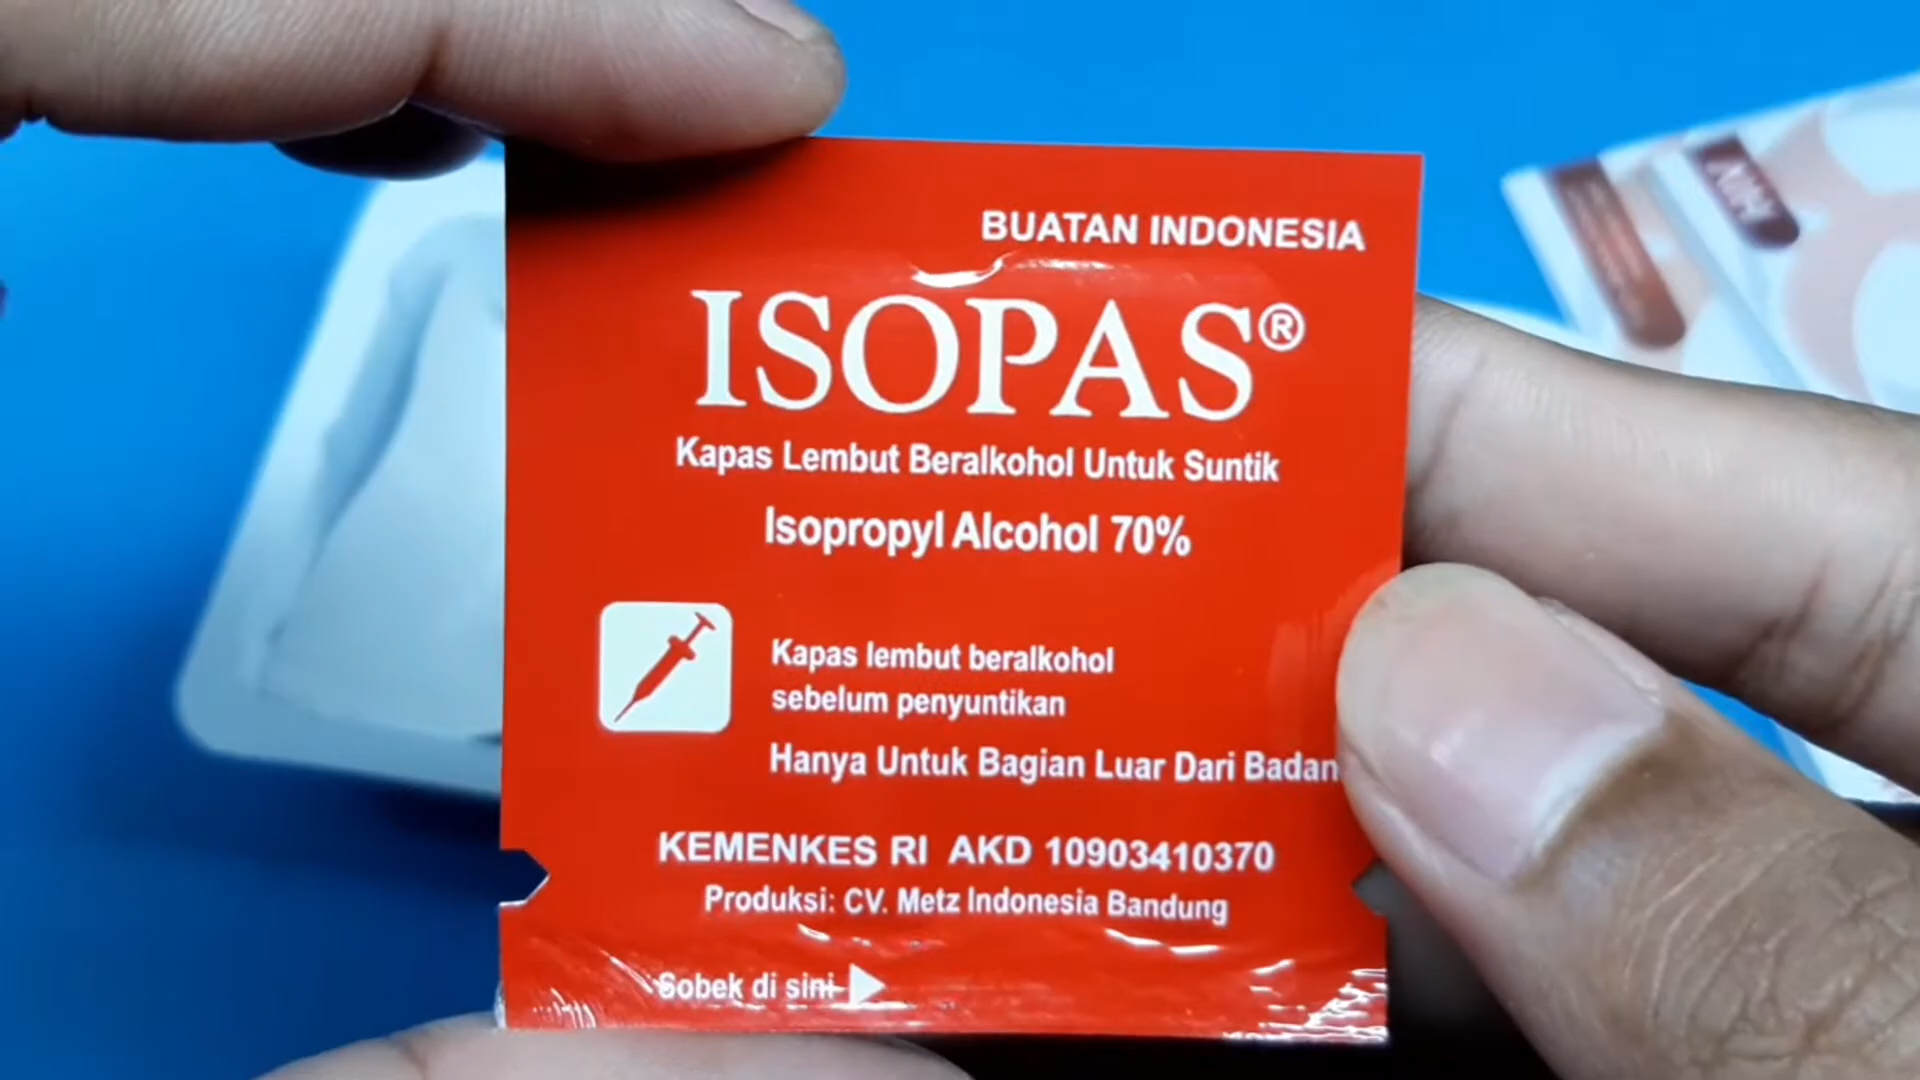 BUATAN INDONESIA
ISOPAS®
Kapas Lembut Beralkohol Untuk Suntik
Isopropyl Alcohol 70%
Kapas lembut beralkohol
sebelum penyuntikan
Hanya Untuk Bagian Luar Dari Badan
KEMENKES RI AKD 10903410370
Produksi: CV. Metz Indonesia Bandung
Sobek di sini